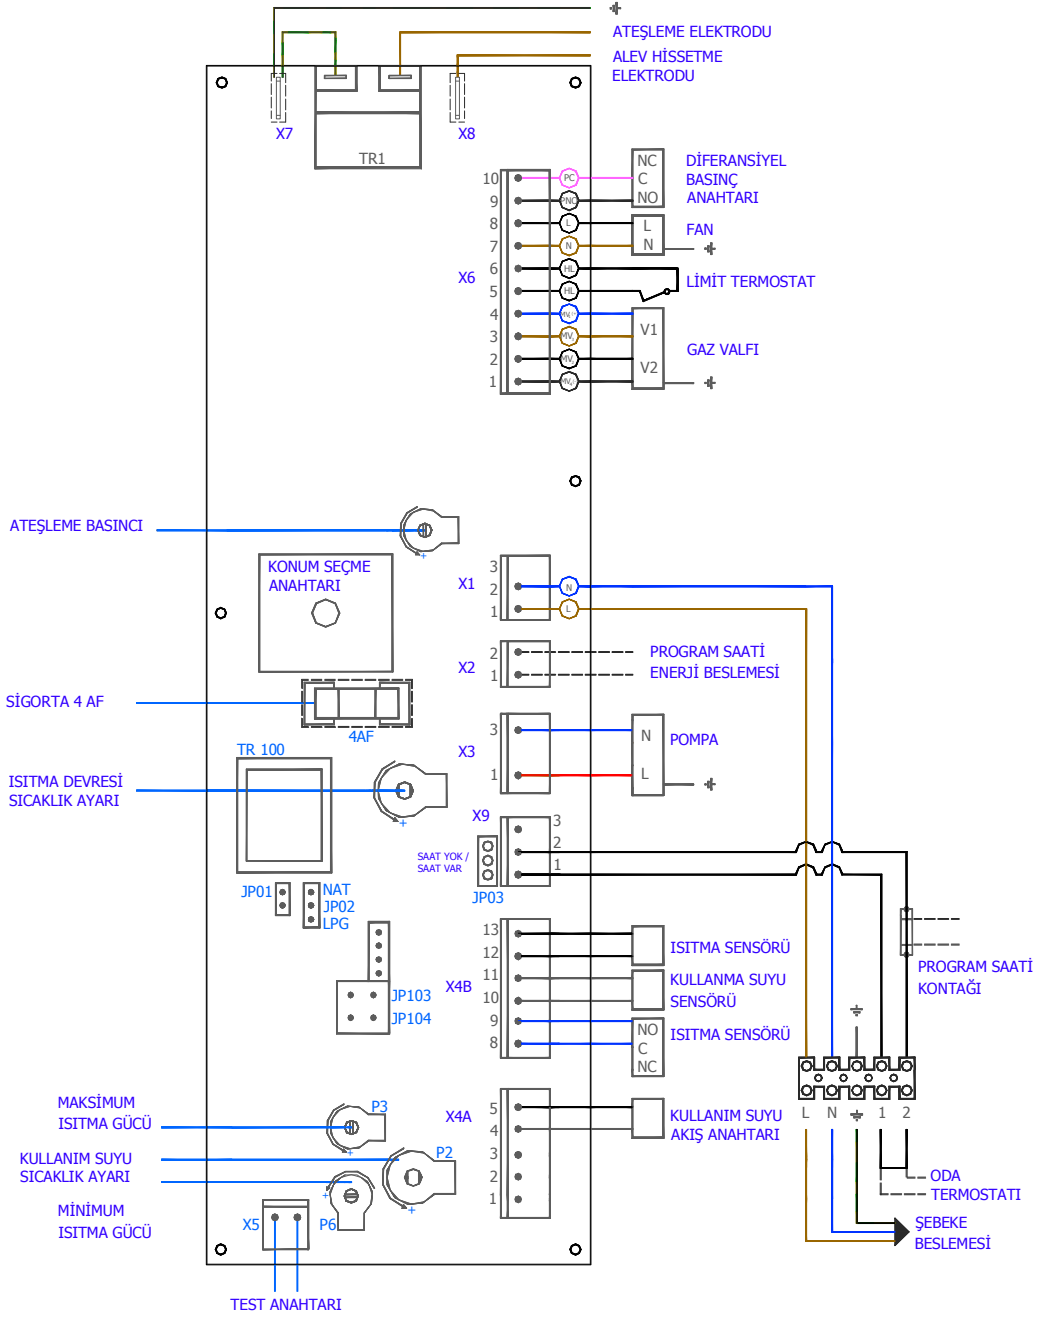 ATEŞLEME ELEKTRODU
ALEV HİSSETME
ELEKTRODU
X7
X8
TR1
X6
10
9
8
7
6
5
4
3
2
1
PC
PNO
L
N
HL
HL
NC
C
NO
DİFERANSİYEL
BASINÇ
ANAHTARI
L
N
FAN
LİMİT TERMOSTAT
V1
V2
GAZ VALFI
ATEŞLEME BASINCI
+
KONUM SEÇME
ANAHTARI
X1
3
2
1
N
L
X2
2
1
PROGRAM SAATİ
ENERJİ BESLEMESİ
SİGORTA 4 AF
4AF
X3
3
1
N
L
POMPA
TR 100
ISITMA DEVRESİ
SICAKLIK AYARI
+
X9
3
2
1
SAAT YOK /
SAAT VAR
JP03
JP01
NAT
JP02
LPG
JP103
JP104
X4B
13
12
11
10
9
8
ISITMA SENSÖRÜ
KULLANMA SUYU
SENSÖRÜ
NO
C
NC
ISITMA SENSÖRÜ
PROGRAM SAATİ
KONTAĞI
X4A
5
4
3
2
1
KULLANIM SUYU
AKIŞ ANAHTARI
MAKSİMUM
ISITMA GÜCÜ
P3
+
KULLANIM SUYU
SICAKLIK AYARI
P2
+
MİNİMUM
ISITMA GÜCÜ
P6
+
X5
TEST ANAHTARI
L
N
1
2
ODA
TERMOSTATI
ŞEBEKE
BESLEMESİ